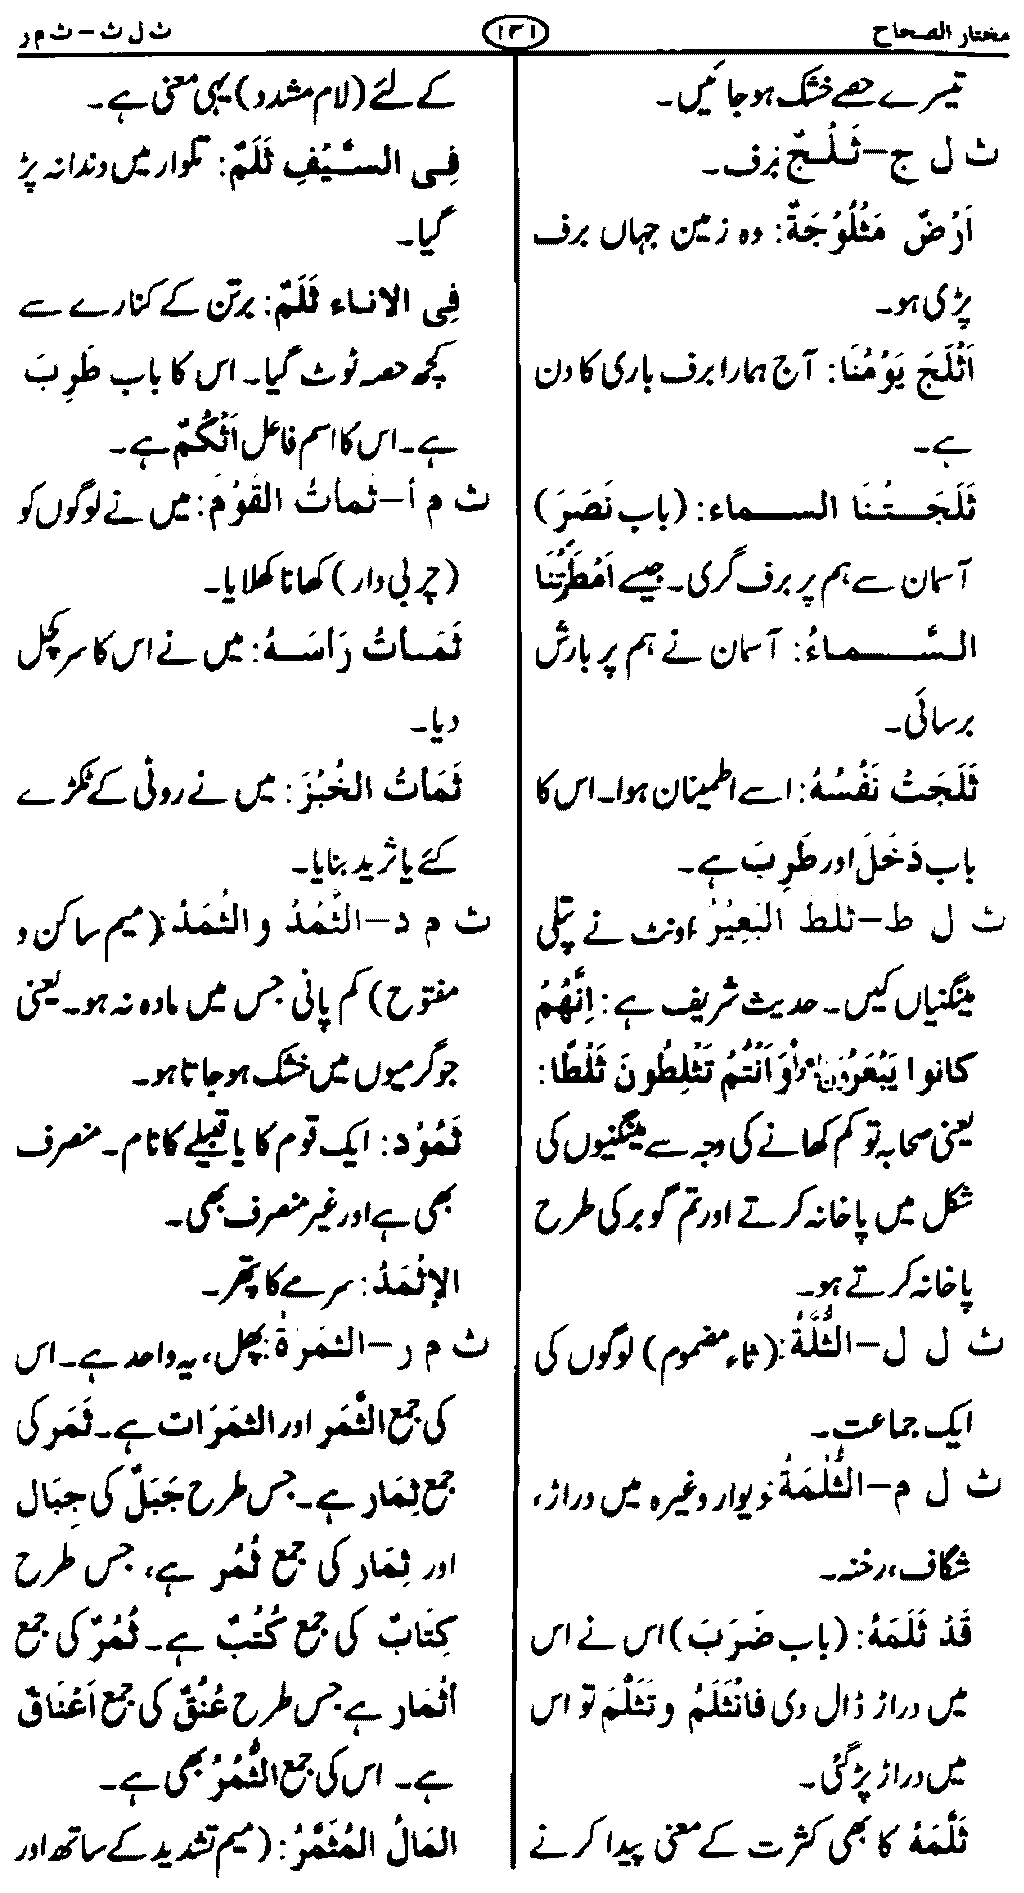 مختار الصحاح
۱۳۱
ث ل ث – ث م ر
تیسرے حصے خشک ہو جائیں۔
ث ل ج – ثَلْجٌ برف۔
اَرْضٌ مَثْلُوْجَةٌ: وہ زمین جہاں برف
پڑی ہو۔
اَثْلَجَ يَوْمُنَا: آج ہمارا برف باری کا دن
ہے۔
ثَلَجَتْنَا السماء: (باب نَصَرَ)
آسمان سے ہم پر برف گری۔ جیسے اَمْطَرَتْنَا
السَّماءُ: آسمان نے ہم پر بارش
برسائی۔
ثَلَجَتْ نَفْسُهٗ: اسے اطمینان ہوا۔ اس کا
باب دَخَلَ اور طَرِبَ ہے۔
ث ل ط – ثَلَطَ البَعِيْرُ: اونٹ نے پتلی
مینگنیاں کیں۔ حدیث شریف ہے: اِنَّهُمْ
كانوا يَبْعَرُوْنَ وَاَنْتُمْ تَثْلِطُونَ ثَلْطًا:
یعنی صحابہ تو کم کھانے کی وجہ سے مینگنیوں کی
شکل میں پاخانہ کرتے اور تم گوبر کی طرح
پاخانہ کرتے ہو۔
ث ل ل – الثُّلَّةُ: (ثاء مضموم) لوگوں کی
ایک جماعت۔
ث ل م – الثُّلْمَةُ: دیوار وغیرہ میں دراڑ،
شگاف، رخنہ۔
قَدْ ثَلَمَهٗ: (باب ضَرَبَ) اس نے اس
میں دراڑ ڈال دی فَانْثَلَمُ و تَثَلَّمَ تو اس
میں دراڑ پڑ گئی۔
ثَلَّمَهٗ کا بھی کثرت کے معنی پیدا کرنے
کے لئے (لام مشدد) یہی معنی ہے۔
فِی السَّيْفِ ثَلَمٌ: تلوار میں دندانہ پڑ
گیا۔
فِی الاناء ثَلَمٌ: برتن کے کنارے سے
کچھ حصہ ٹوٹ گیا۔ اس کا باب طَرِبَ
ہے۔ اس کا اسم فاعل اَثْكُمٌ ہے۔
ث م أ – ثَمأتُ القَوْمَ: میں نے لوگوں کو
(چربی دار) کھانا کھلایا۔
ثَمَأتُ رَاسَهٗ: میں نے اس کا سر کچل
دیا۔
ثَمَأتُ الخُبْزَ: میں نے روٹی کے ٹکڑے
کئے یا ثرید بنایا۔
ث م د – الثَّمْدُ و الثَّمَدُ: (میم ساکن و
مفتوح) کم پانی جس میں مادہ نہ ہو۔ یعنی
جو گرمیوں میں خشک ہو جاتا ہو۔
ثَمُوْد: ایک قوم کا یا قبیلے کا نام۔ منصرف
بھی ہے اور غیر منصرف بھی۔
الاِثْمَدُ: سرمے کا پتھر۔
ث م ر – الثَّمَرَةُ: پھل، یہ واحد ہے۔ اس
کی جمع الثَّمَر اور الثمَرَات ہے۔ ثَمَر کی
جمع ثِمَار ہے۔ جس طرح جَبَلٌ کی جِبَال
اور ثِمَار کی جمع ثُمُر ہے، جس طرح
كِتَابٌ کی جمع كُتُبٌ ہے۔ ثُمُرٌ کی جمع
اَثْمَار ہے جس طرح عُنُقٌ کی جمع اَعْنَاقٌ
ہے۔ اس کی جمع الثُّمُرُ بھی ہے۔
المَالُ المُثَمَّرُ: (میم تشدید کے ساتھ اور